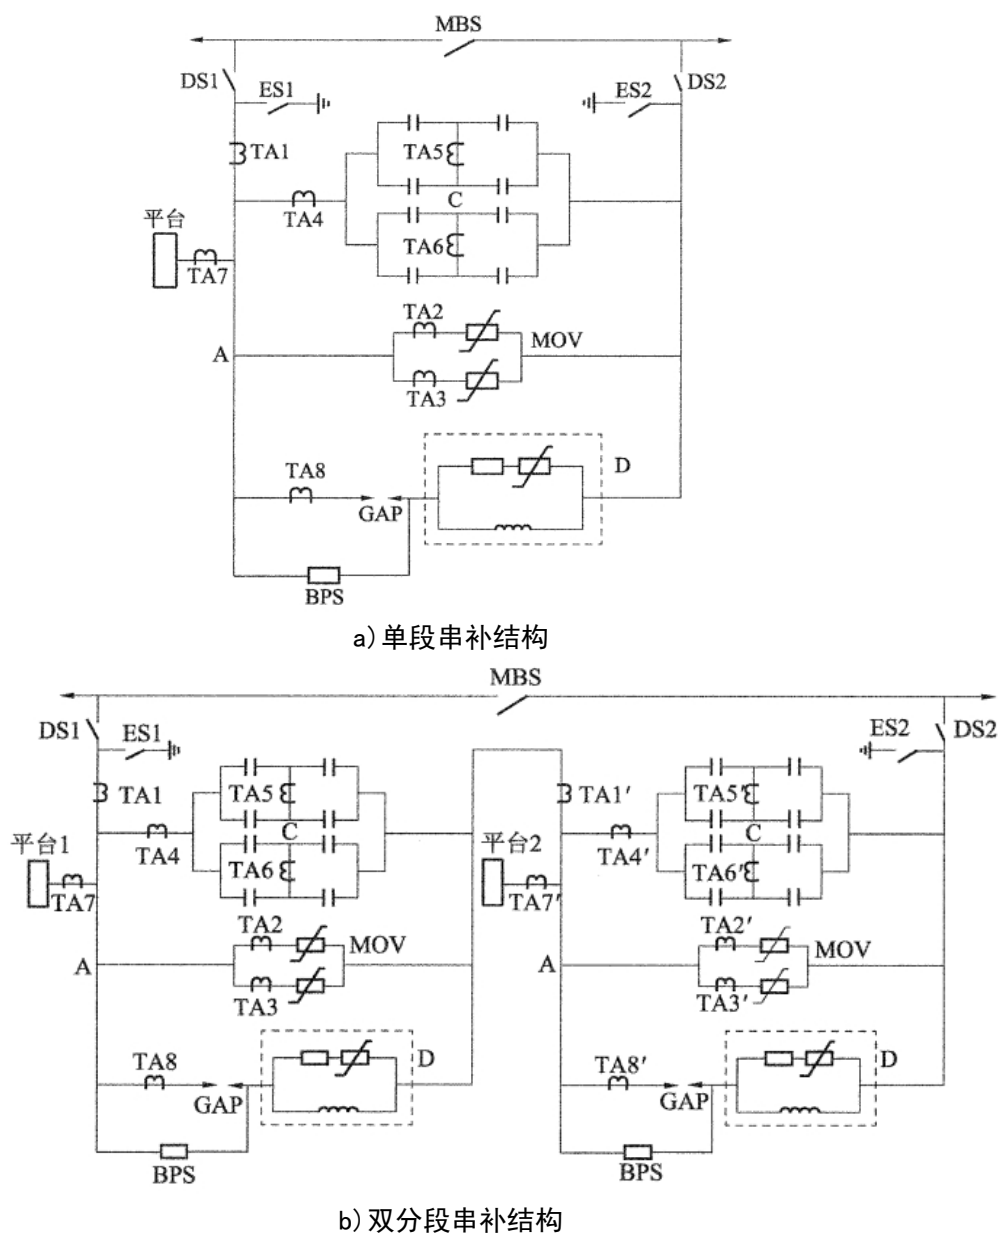 MBS
DS1
ES1
ES2
DS2
TA1
TA5
C
TA4
平台
TA6
TA7
TA2
MOV
A
TA3
TA8
D
GAP
BPS
a)单段串补结构
MBS
DS1
ES1
ES2
DS2
TA1
TA5
TA1′
TA5′
C
C
平台1
TA4
平台2
TA4′
TA6
TA6′
TA7
TA7′
TA2
MOV
TA2′
MOV
A
A
TA3
TA3′
TA8
D
TA8′
D
GAP
GAP
BPS
BPS
b)双分段串补结构